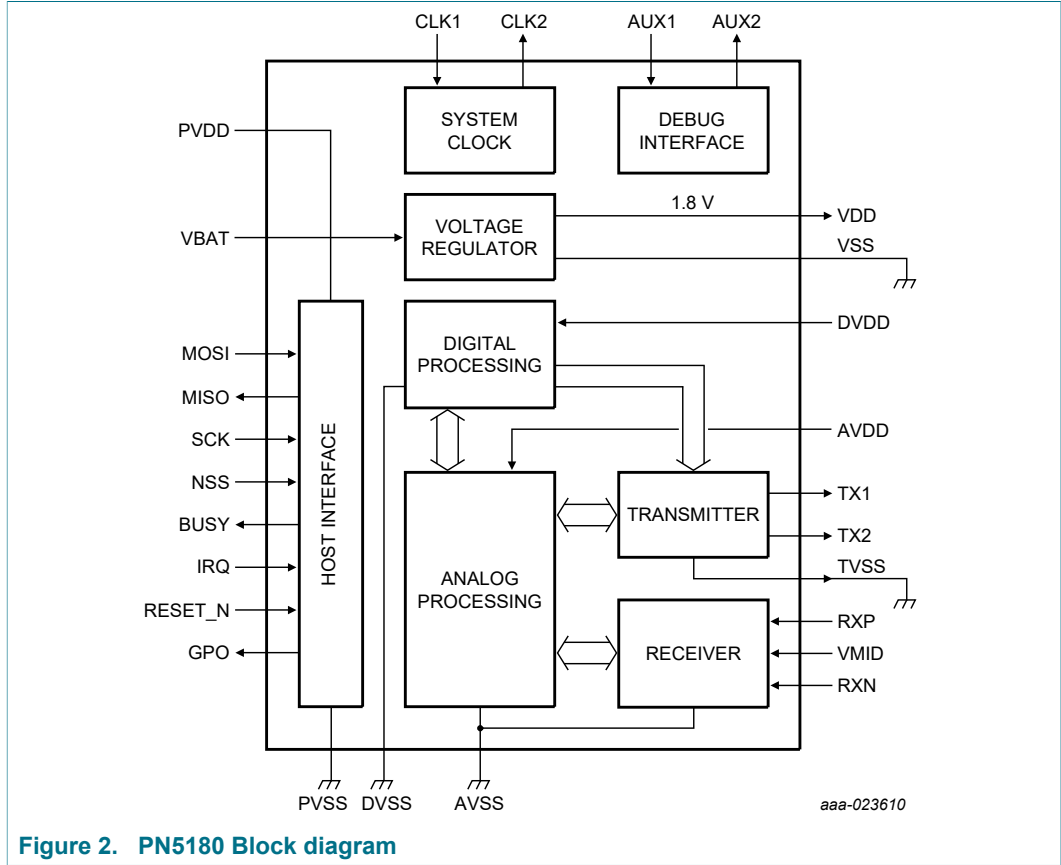 CLK1
CLK2
AUX1
AUX2
SYSTEM
CLOCK
DEBUG
INTERFACE
PVDD
VBAT
VOLTAGE
REGULATOR
1.8 V
VDD
VSS
DIGITAL
PROCESSING
DVDD
AVDD
MOSI
MISO
SCK
NSS
BUSY
IRQ
RESET_N
GPO
HOST INTERFACE
ANALOG
PROCESSING
TRANSMITTER
TX1
TX2
TVSS
RECEIVER
RXP
VMID
RXN
PVSS
DVSS
AVSS
aaa-023610
Figure 2. PN5180 Block diagram